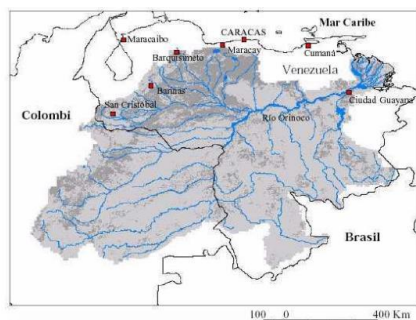 Mar Caribe
Maracaibo
CARACAS
Barquisimeto
Maracay
Cumaná
Venezuela
Barinas
Ciudad Guayana
San Cristóbal
Colombi
Río Orinoco
Brasil
100 0 400 Km